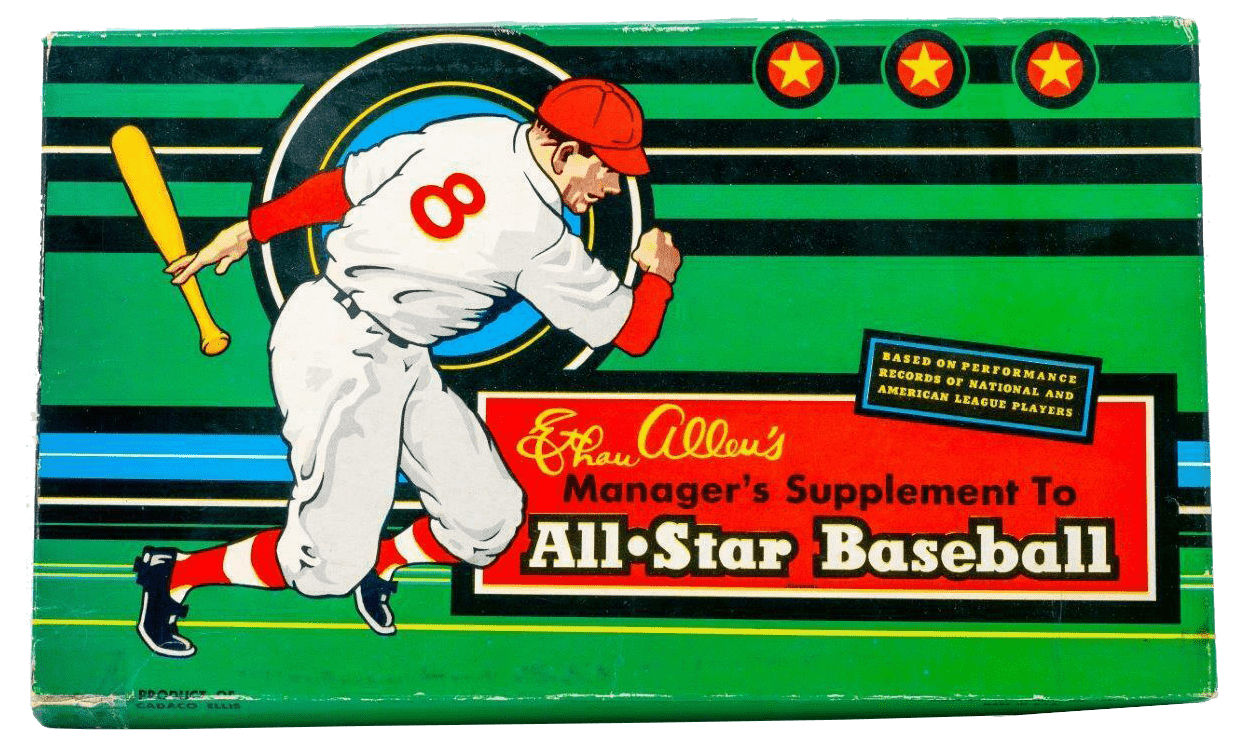 8
BASED ON PERFORMANCE
RECORDS OF NATIONAL AND
AMERICAN LEAGUE PLAYERS
Ethan Allen's
Manager's Supplement To
All•Star Baseball
PRODUCT OF
CADACO ELLIS